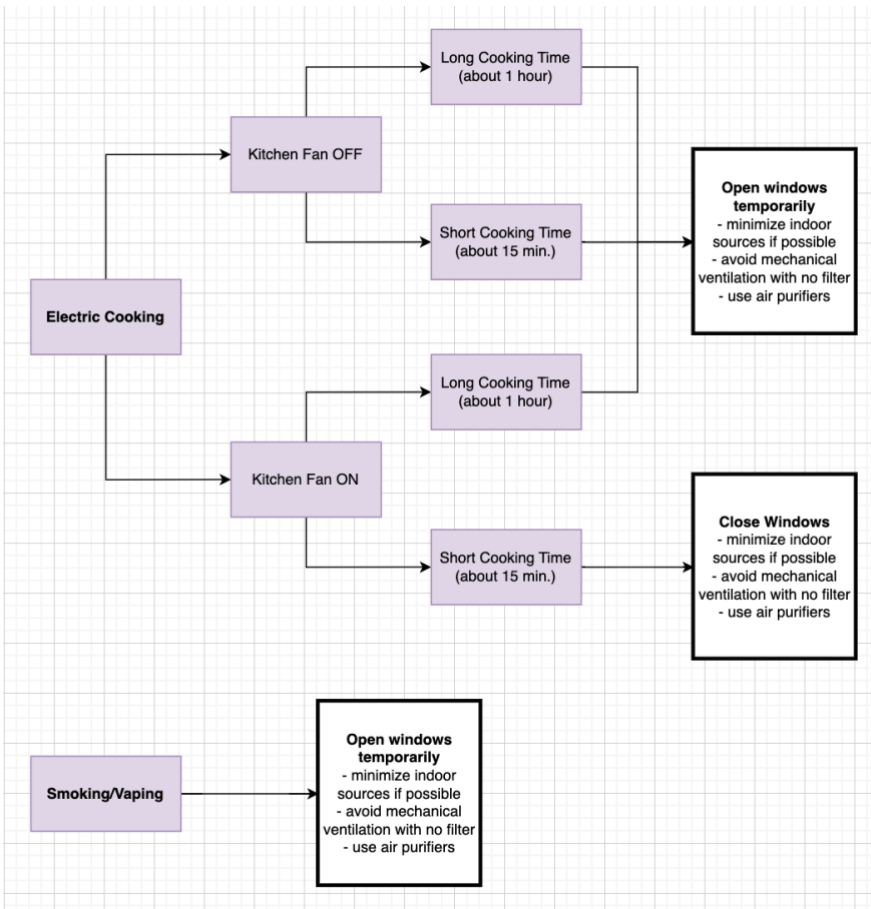 Long Cooking Time
(about 1 hour)
Kitchen Fan OFF
Short Cooking Time
(about 15 min.)
Open windows
temporarily
- minimize indoor
sources if possible
- avoid mechanical
ventilation with no filter
- use air purifiers
Electric Cooking
Long Cooking Time
(about 1 hour)
Kitchen Fan ON
Short Cooking Time
(about 15 min.)
Close Windows
- minimize indoor
sources if possible
- avoid mechanical
ventilation with no filter
- use air purifiers
Smoking/Vaping
Open windows
temporarily
- minimize indoor
sources if possible
- avoid mechanical
ventilation with no filter
- use air purifiers